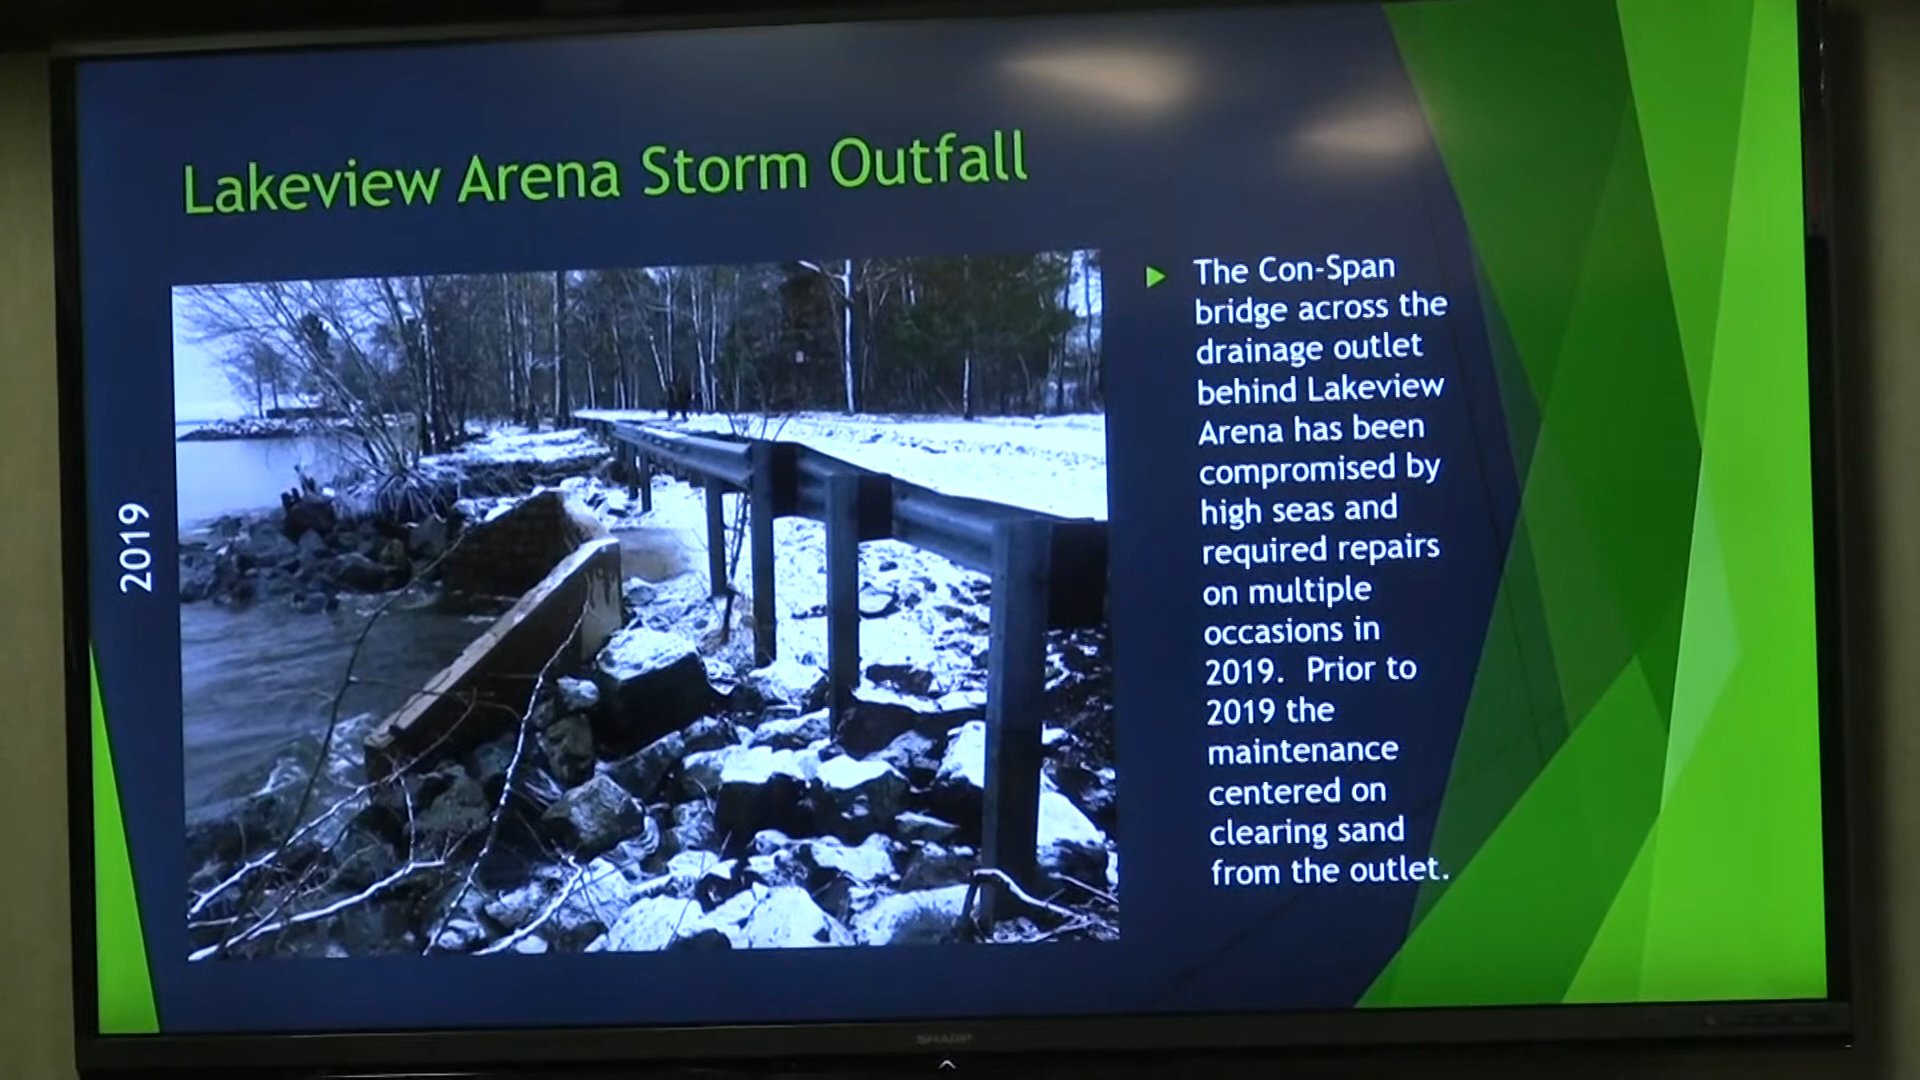 Lakeview Arena Storm Outfall
2019
The Con-Span
bridge across the
drainage outlet
behind Lakeview
Arena has been
compromised by
high seas and
required repairs
on multiple
occasions in
2019. Prior to
2019 the
maintenance
centered on
clearing sand
from the outlet.
SHARP